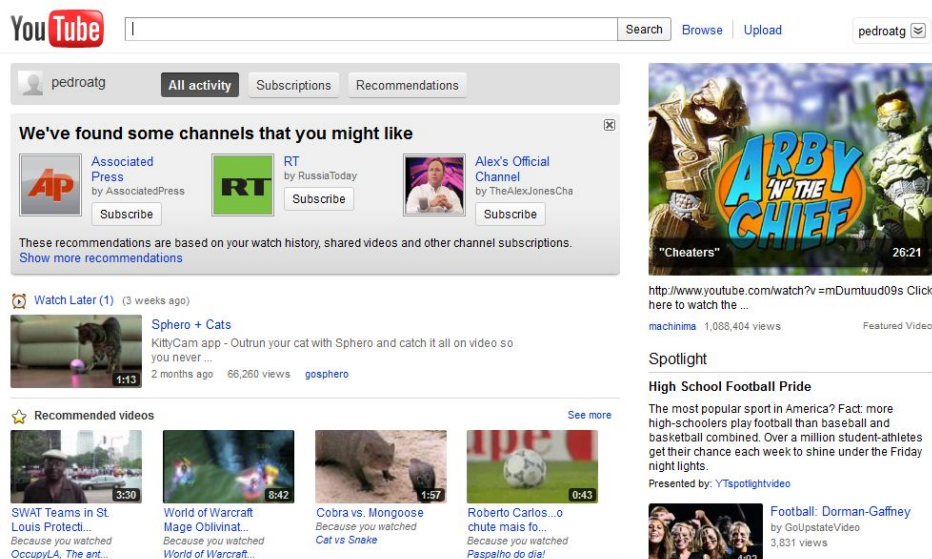 You Tube
Search
Browse
Upload
pedroatg
pedroatg
All activity
Subscriptions
Recommendations
We've found some channels that you might like
AP
Associated
Press
by AssociatedPress
Subscribe
RT
RT
by RussiaToday
Subscribe
Alex's Official
Channel
by TheAlexJonesCha
Subscribe
These recommendations are based on your watch history, shared videos and other channel subscriptions.
Show more recommendations
Watch Later (1) (3 weeks ago)
1:13
Sphero + Cats
KittyCam app - Outrun your cat with Sphero and catch it all on video so
you never ...
2 months ago 66,260 views gosphero
Recommended videos
See more
3:30
SWAT Teams in St.
Louis Protecti...
Because you watched
OccupyLA, The ant...
8:42
World of Warcraft
Mage Oblivinat...
Because you watched
World of Warcraft...
1:57
Cobra vs. Mongoose
Because you watched
Cat vs Snake
0:43
Roberto Carlos...o
chute mais fo...
Because you watched
Paspalho do dia!
ARBY
'N' THE
CHIEF
"Cheaters"
26:21
http://www.youtube.com/watch?v=mDumtuud09s Click
here to watch the ...
machinima 1,088,404 views
Featured Video
Spotlight
High School Football Pride
The most popular sport in America? Fact: more
high-schoolers play football than baseball and
basketball combined. Over a million student-athletes
get their chance each week to shine under the Friday
night lights.
Presented by: YTspotlightvideo
4:03
Football: Dorman-Gaffney
by GoUpstateVideo
3,831 views